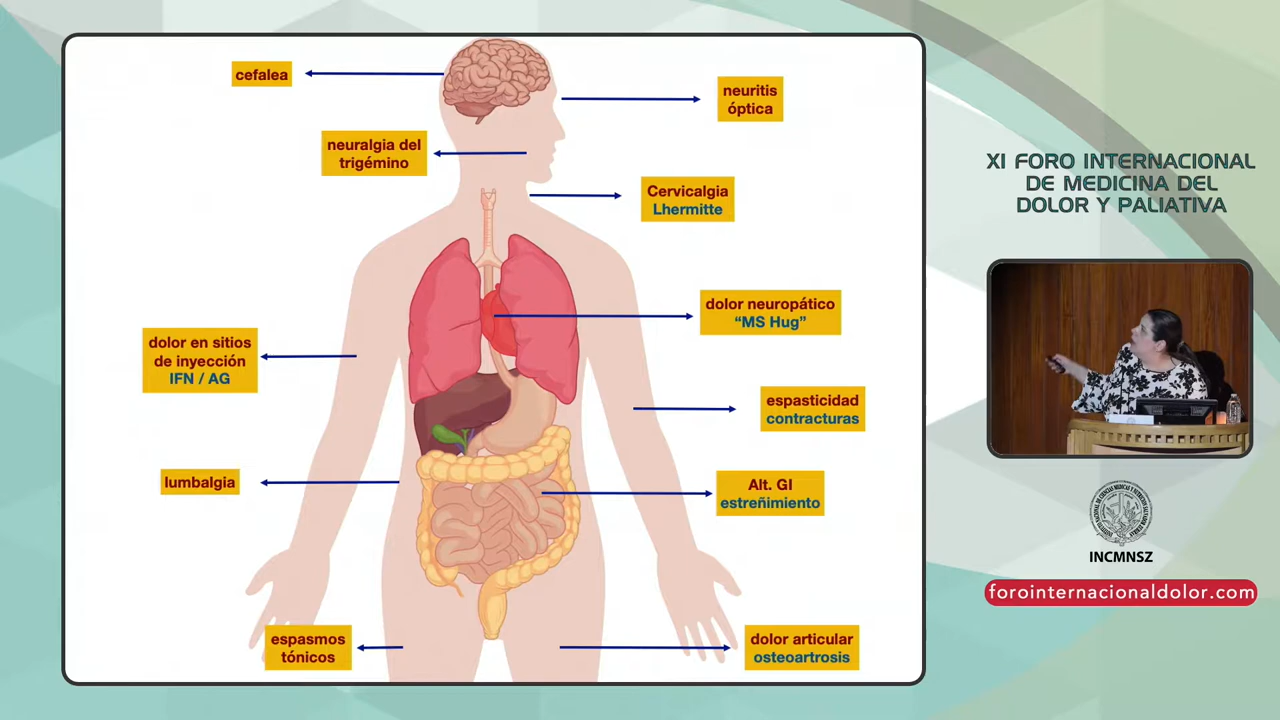 cefalea
neuritis
óptica
neuralgia del
trigémino
Cervicalgia
Lhermitte
dolor neuropático
“MS Hug”
dolor en sitios
de inyección
IFN / AG
espasticidad
contracturas
lumbalgia
Alt. GI
estreñimiento
espasmos
tónicos
dolor articular
osteoartrosis
XI FORO INTERNACIONAL
DE MEDICINA DEL
DOLOR Y PALIATIVA
INCMNSZ
forointernacionaldolor.com